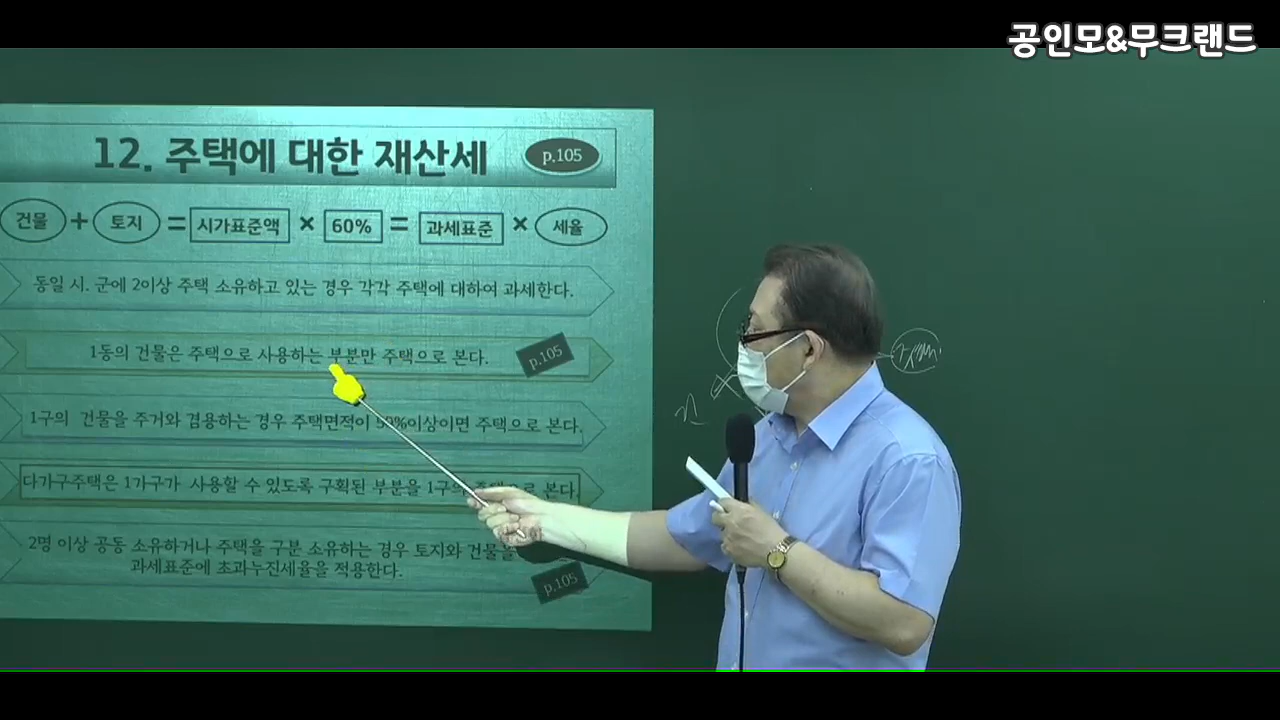 공인모&무크랜드
12. 주택에 대한 재산세 p.105
건물 + 토지 = 시가표준액 × 60% = 과세표준 × 세율
동일 시. 군에 2이상 주택 소유하고 있는 경우 각각 주택에 대하여 과세한다.
1동의 건물은 주택으로 사용하는 부분만 주택으로 본다. p.105
1구의 건물을 주거와 겸용하는 경우 주택면적이 이상이면 주택으로 본다.
다가구주택은 1가구가 사용할 수 있도록 구획된 부분을 본다.
2명 이상 공동 소유하거나 주택을 구분 소유하는 경우 토지와 건물을
과세표준에 초과누진세율을 적용한다.
p.105